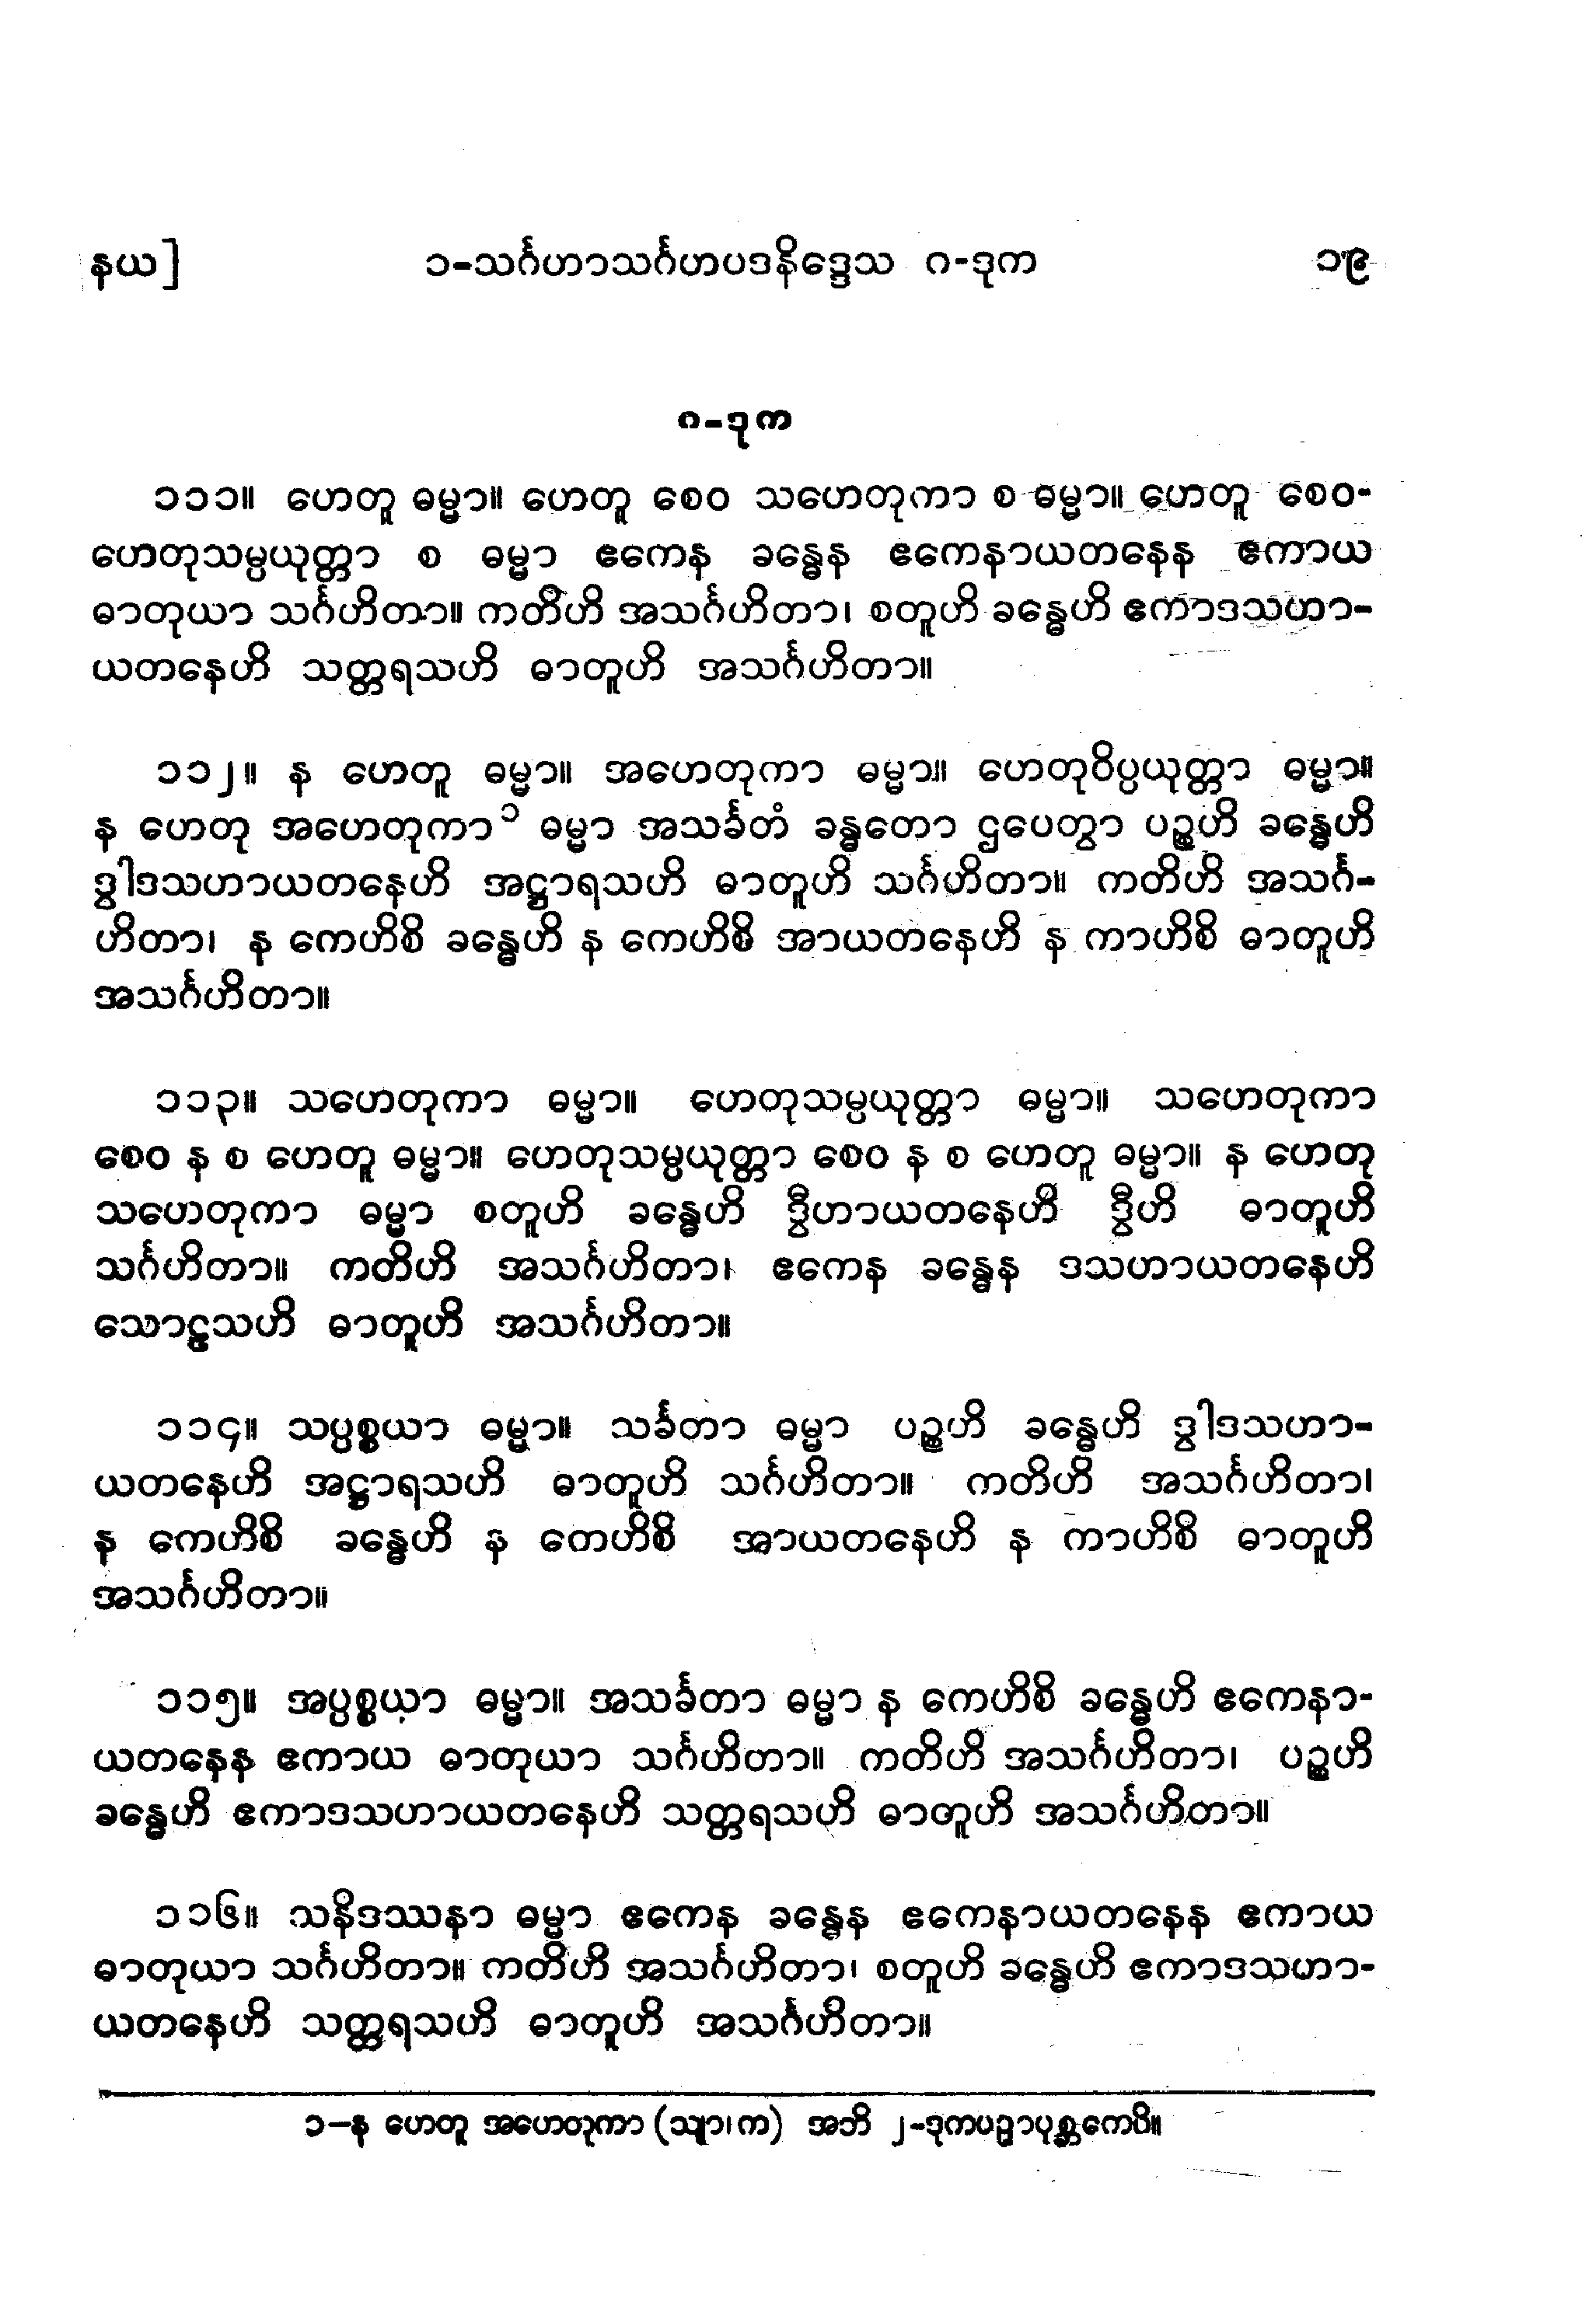 နယ]
၁-သင်္ဂဟာသင်္ဂဟပဒနိဒ္ဒေသ ဂ-ဒုက
၁၉
ဂ-ဒုက
၁၁၁။ ဟေတူ ဓမ္မာ။ ဟေတူ စေဝ သဟေတုကာ စ ဓမ္မာ။ ဟေတူ စေဝ-
ဟေတုသမ္ပယုတ္တာ စ ဓမ္မာ ဧကေန ခန္ဓေန ဧကေနာယတနေန ဧကာယ
ဓာတုယာ သင်္ဂဟိတာ။ ကတိဟိ အသင်္ဂဟိတာ၊ စတူဟိ ခန္ဓေဟိ ဧကာဒသဟာ-
ယတနေဟိ သတ္တရသဟိ ဓာတူဟိ အသင်္ဂဟိတာ။
၁၁၂။ န ဟေတူ ဓမ္မာ။ အဟေတုကာ ဓမ္မာ။ ဟေတုဝိပ္ပယုတ္တာ ဓမ္မာ။
န ဟေတု အဟေတုကာ၁ ဓမ္မာ အသင်္ခတံ ခန္ဓတော ဌပေတွာ ပဉ္စဟိ ခန္ဓေဟိ
ဒွါဒသဟာယတနေဟိ အဋ္ဌာရသဟိ ဓာတူဟိ သင်္ဂဟိတာ။ ကတိဟိ အသင်္ဂ-
ဟိတာ၊ န ကေဟိစိ ခန္ဓေဟိ န ကေဟိစိ အာယတနေဟိ န ကာဟိစိ ဓာတူဟိ
အသင်္ဂဟိတာ။
၁၁၃။ သဟေတုကာ ဓမ္မာ။ ဟေတုသမ္ပယုတ္တာ ဓမ္မာ။ သဟေတုကာ
စေဝ န စ ဟေတူ ဓမ္မာ။ ဟေတုသမ္ပယုတ္တာ စေဝ န စ ဟေတူ ဓမ္မာ။ န ဟေတု
သဟေတုကာ ဓမ္မာ စတူဟိ ခန္ဓေဟိ ဒွီဟာယတနေဟိ ဒွီဟိ ဓာတူဟိ
သင်္ဂဟိတာ။ ကတိဟိ အသင်္ဂဟိတာ၊ ဧကေန ခန္ဓေန ဒသဟာယတနေဟိ
သောဠသဟိ ဓာတူဟိ အသင်္ဂဟိတာ။
၁၁၄။ သပ္ပစ္စယာ ဓမ္မာ။ သင်္ခတာ ဓမ္မာ ပဉ္စဟိ ခန္ဓေဟိ ဒွါဒသဟာ-
ယတနေဟိ အဋ္ဌာရသဟိ ဓာတူဟိ သင်္ဂဟိတာ။ ကတိဟိ အသင်္ဂဟိတာ၊
န ကေဟိစိ ခန္ဓေဟိ န ကေဟိစိ အာယတနေဟိ န ကာဟိစိ ဓာတူဟိ
အသင်္ဂဟိတာ။
၁၁၅။ အပ္ပစ္စယာ ဓမ္မာ။ အသင်္ခတာ ဓမ္မာ န ကေဟိစိ ခန္ဓေဟိ ဧကေနာ-
ယတနေန ဧကာယ ဓာတုယာ သင်္ဂဟိတာ။ ကတိဟိ အသင်္ဂဟိတာ၊ ပဉ္စဟိ
ခန္ဓေဟိ ဧကာဒသဟာယတနေဟိ သတ္တရသဟိ ဓာတူဟိ အသင်္ဂဟိတာ။
၁၁၆။ သနိဒဿနာ ဓမ္မာ ဧကေန ခန္ဓေန ဧကေနာယတနေန ဧကာယ
ဓာတုယာ သင်္ဂဟိတာ။ ကတိဟိ အသင်္ဂဟိတာ၊ စတူဟိ ခန္ဓေဟိ ဧကာဒသဟာ-
ယတနေဟိ သတ္တရသဟိ ဓာတူဟိ အသင်္ဂဟိတာ။
၁-န ဟေတူ အဟေတုကာ (သျာ၊က) အဘိ ၂-ဒုကပဉှာပုစ္ဆကေပိ။